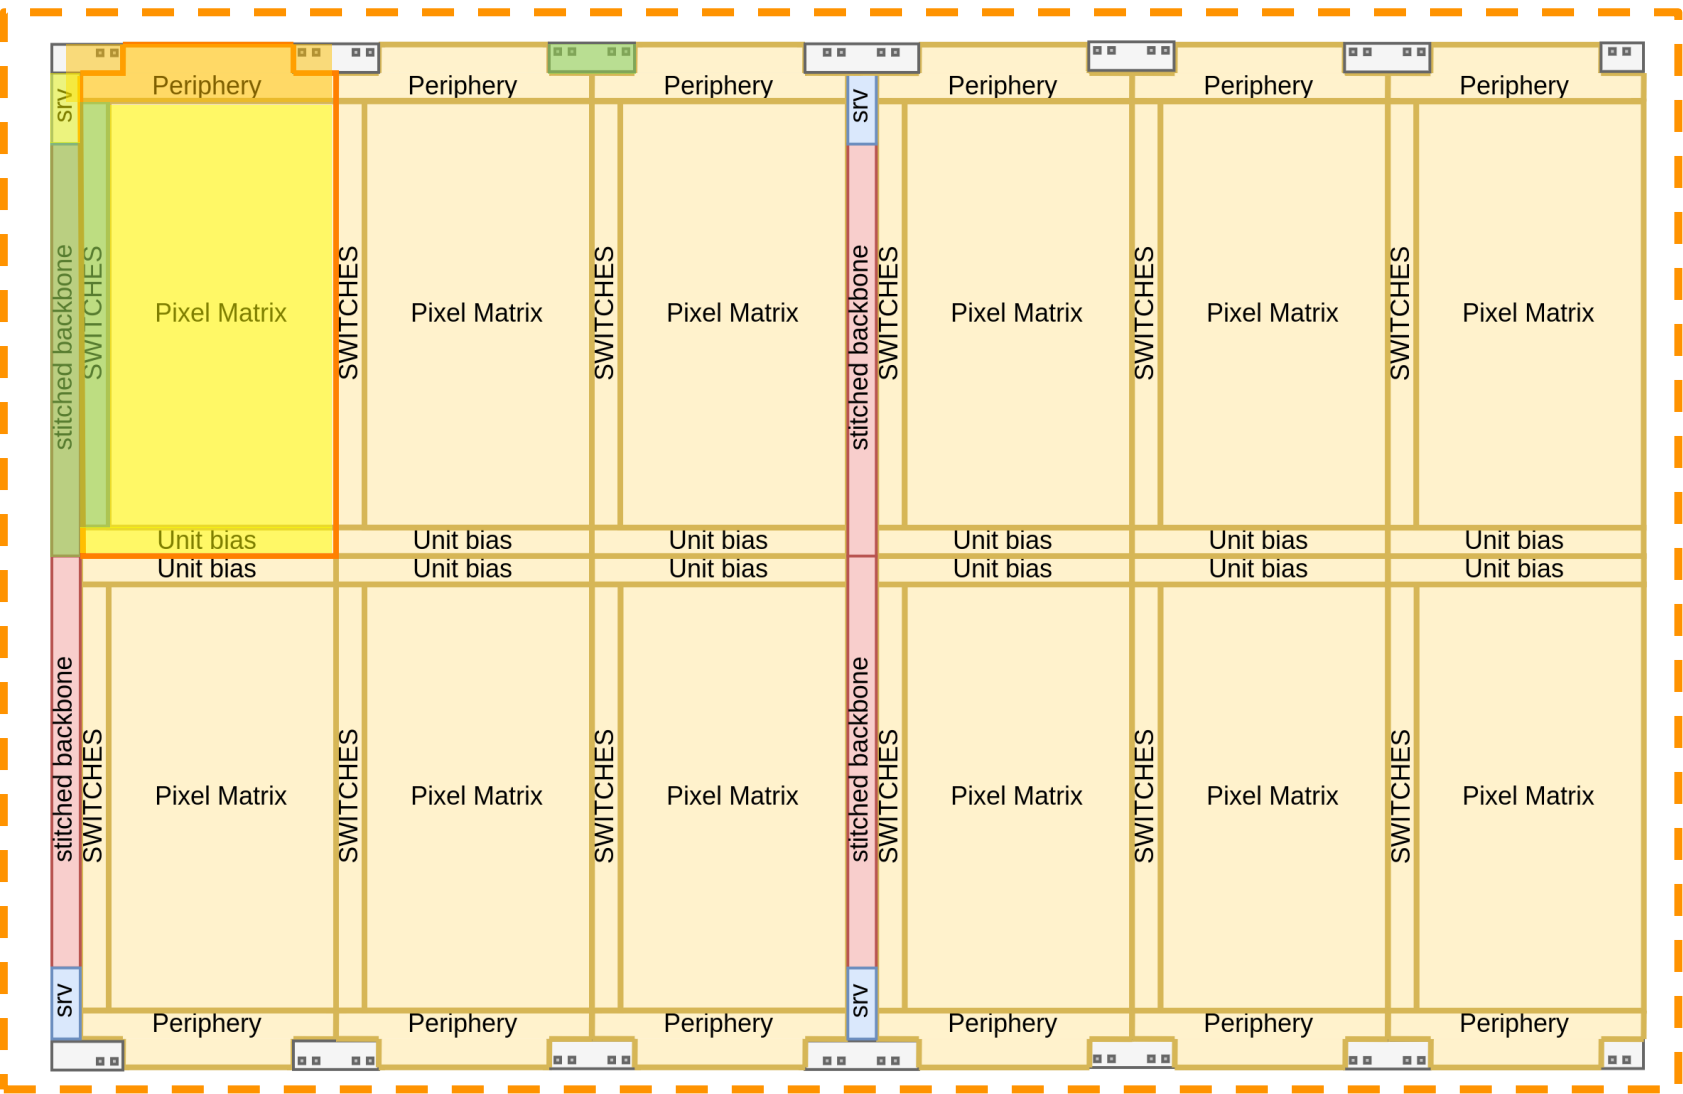 Periphery Periphery Periphery Periphery Periphery Periphery
srv srv
stitched backbone SWITCHES Pixel Matrix SWITCHES Pixel Matrix SWITCHES Pixel Matrix stitched backbone SWITCHES Pixel Matrix SWITCHES Pixel Matrix SWITCHES Pixel Matrix
Unit bias Unit bias Unit bias Unit bias Unit bias Unit bias
Unit bias Unit bias Unit bias Unit bias Unit bias Unit bias
stitched backbone SWITCHES Pixel Matrix SWITCHES Pixel Matrix SWITCHES Pixel Matrix stitched backbone SWITCHES Pixel Matrix SWITCHES Pixel Matrix SWITCHES Pixel Matrix
srv srv
Periphery Periphery Periphery Periphery Periphery Periphery